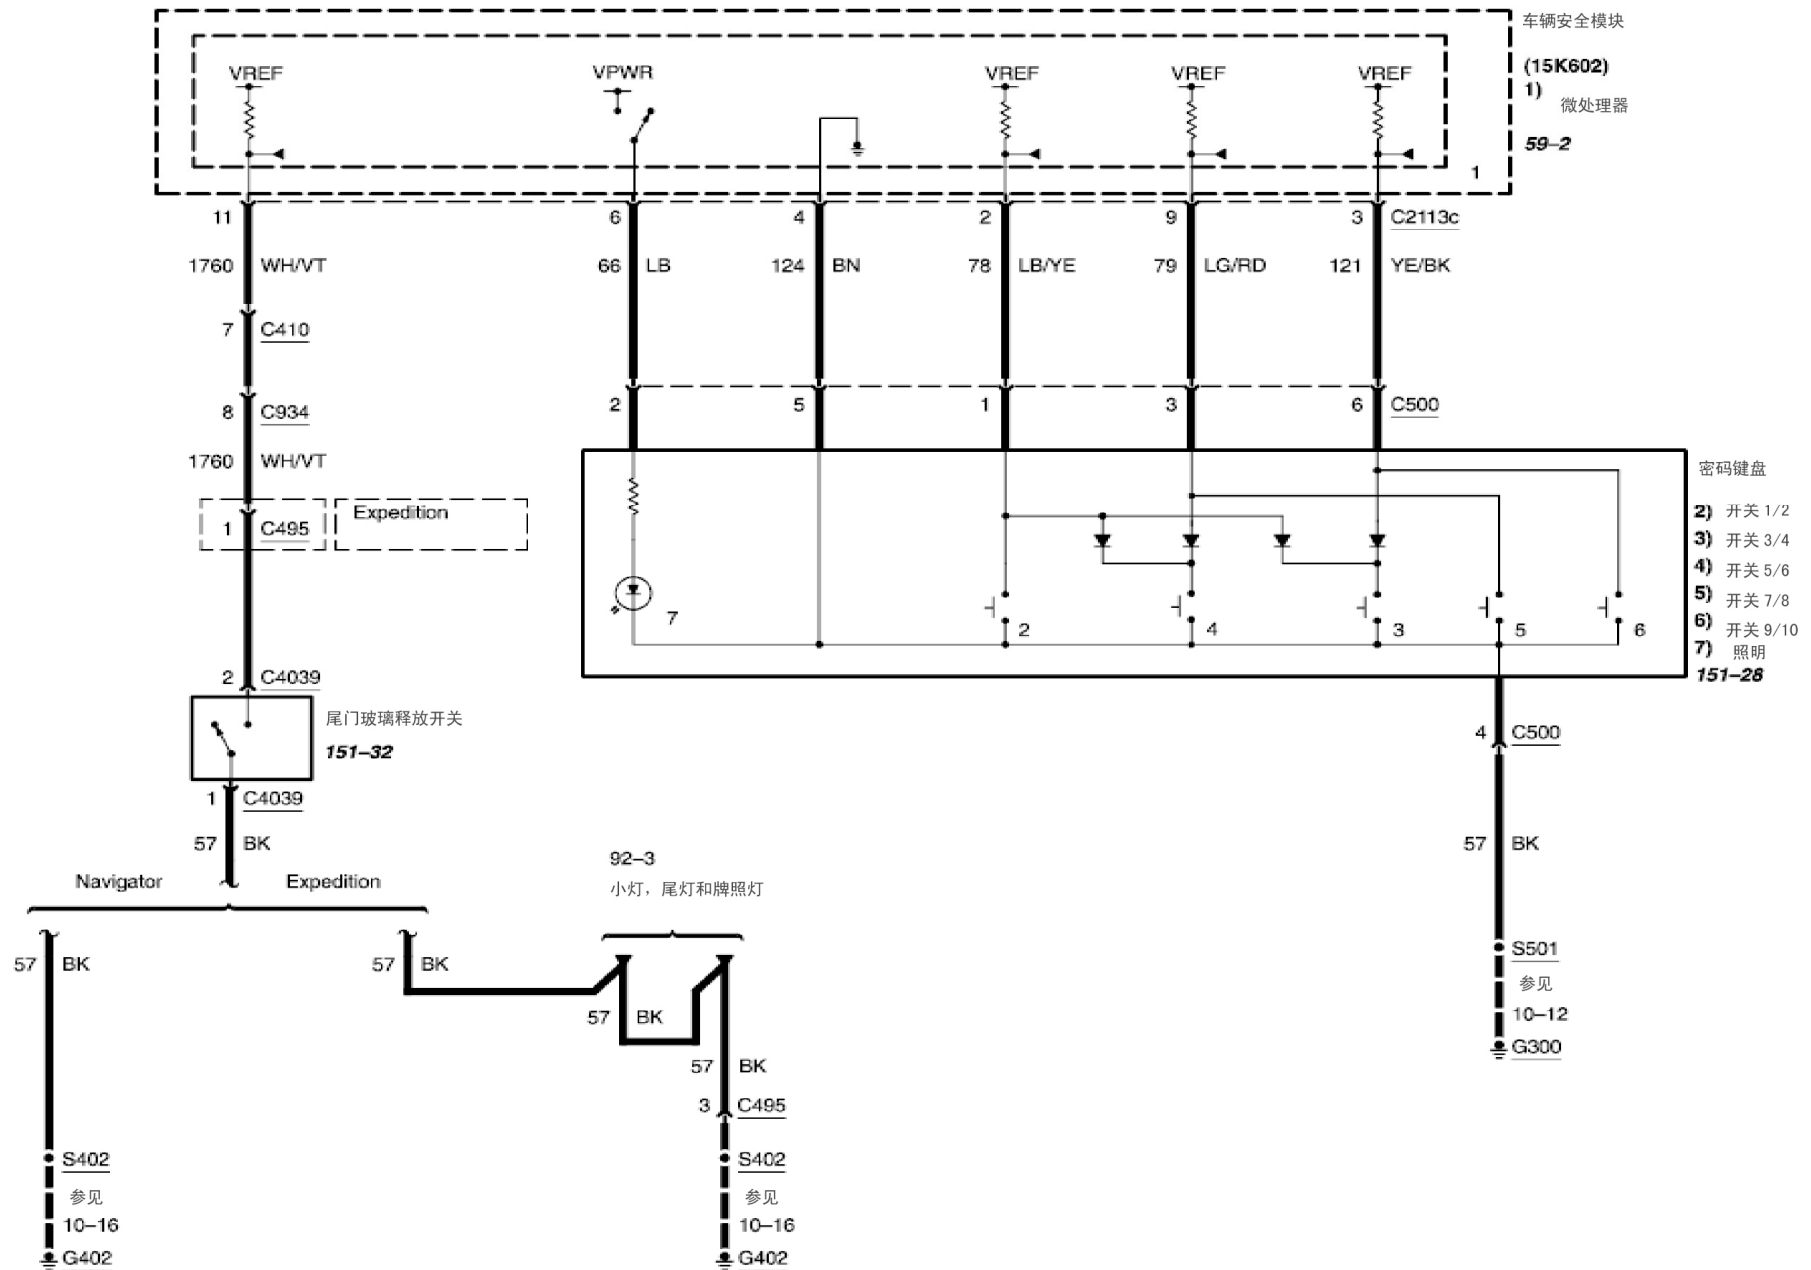 车辆安全模块
VREF
VPWR
VREF
VREF
VREF
(15K602)
1)
微处理器
59–2
1
11
6
4
2
9
3
C2113c
1760
WH/VT
66
LB
124
BN
78
LB/YE
79
LG/RD
121
YE/BK
7
C410
8
C934
2
5
1
3
6
C500
1760
WH/VT
密码键盘
1
C495
Expedition
2) 开关 1/2
3) 开关 3/4
4) 开关 5/6
5) 开关 7/8
6) 开关 9/10
7) 照明
151–28
7
2
4
3
5
6
2
C4039
尾门玻璃释放开关
151–32
4
C500
1
C4039
57
BK
57
BK
92–3
小灯，尾灯和牌照灯
Navigator
Expedition
57
BK
57
BK
57
BK
S501
参见
10–12
G300
57
BK
3
C495
S402
参见
10–16
G402
S402
参见
10–16
G402